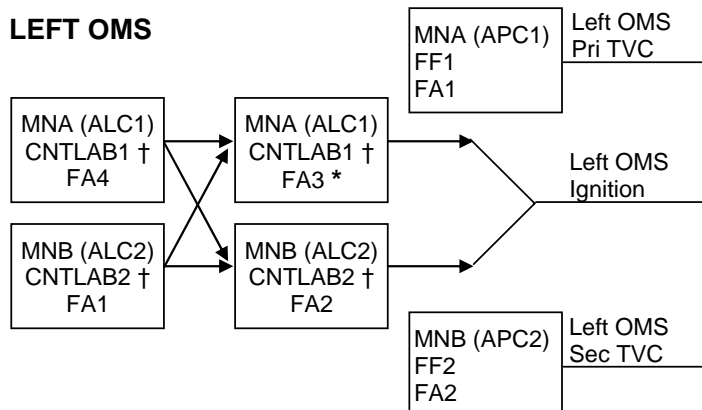 LEFT OMS
MNA (APC1)
FF1
FA1
Left OMS
Pri TVC
MNA (ALC1)
CNTLAB1 †
FA4
MNA (ALC1)
CNTLAB1 †
FA3 *
Left OMS
Ignition
MNB (ALC2)
CNTLAB2 †
FA1
MNB (ALC2)
CNTLAB2 †
FA2
MNB (APC2)
FF2
FA2
Left OMS
Sec TVC